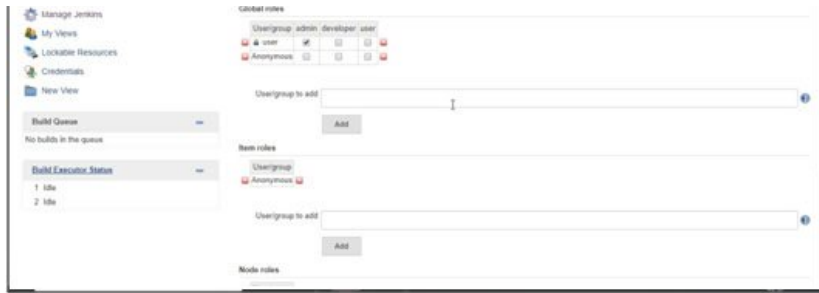 Manage Jenkins
My Views
Lockable Resources
Credentials
New View
Build Queue
No builds in the queue
Build Executor Status
1 Idle
2 Idle
Global roles
User/group admin developer user
user
Anonymous
User/group to add
Add
Item roles
User/group
Anonymous
User/group to add
Add
Node roles